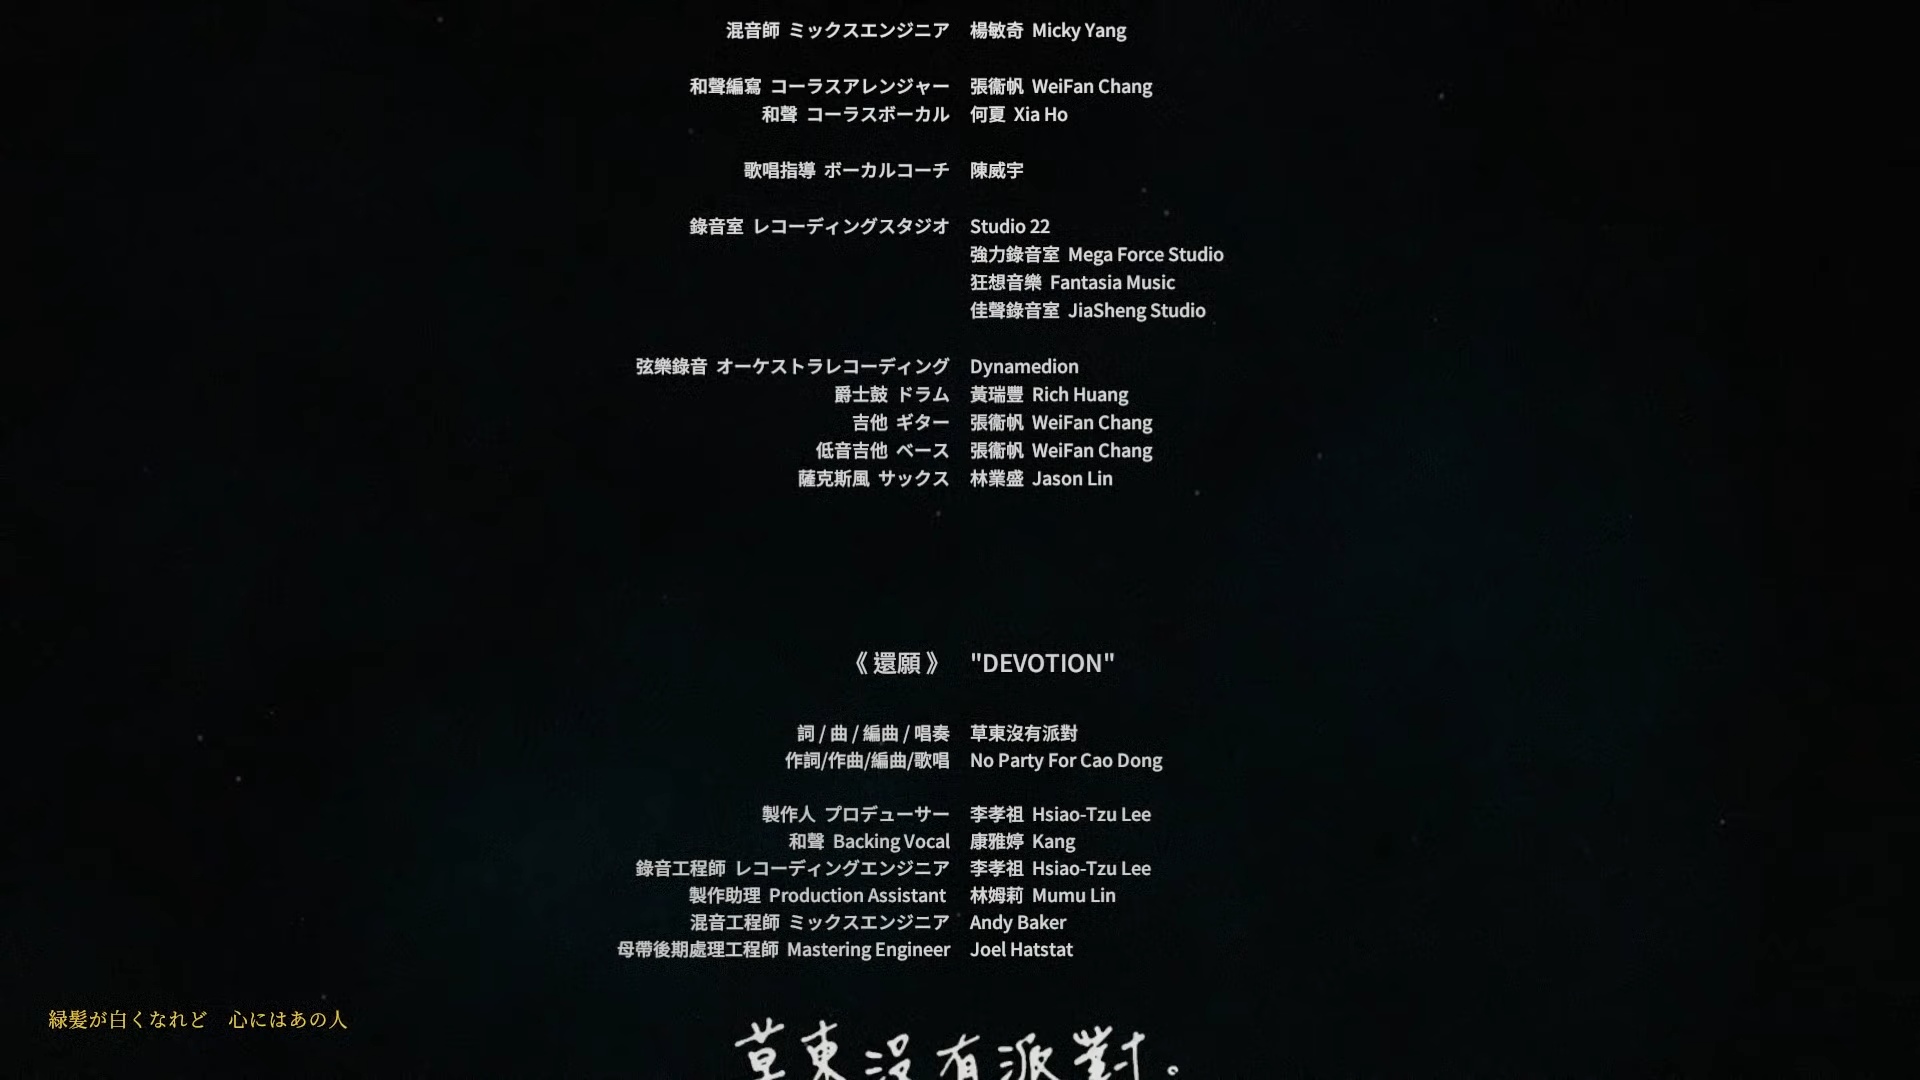 混音師 ミックスエンジニア 楊敏奇 Micky Yang
和聲編寫 コーラスアレンジャー 張衞帆 WeiFan Chang
和聲 コーラスボーカル 何夏 Xia Ho
歌唱指導 ボーカルコーチ 陳威宇
錄音室 レコーディングスタジオ Studio 22
強力錄音室 Mega Force Studio
狂想音樂 Fantasia Music
佳聲錄音室 JiaSheng Studio
弦樂錄音 オーケストラレコーディング Dynamedion
爵士鼓 ドラム 黃瑞豐 Rich Huang
吉他 ギター 張衞帆 WeiFan Chang
低音吉他 ベース 張衞帆 WeiFan Chang
薩克斯風 サックス 林業盛 Jason Lin
《 還願 》 "DEVOTION"
詞 / 曲 / 編曲 / 唱奏 草東沒有派對
作詞/作曲/編曲/歌唱 No Party For Cao Dong
製作人 プロデューサー 李孝祖 Hsiao-Tzu Lee
和聲 Backing Vocal 康雅婷 Kang
錄音工程師 レコーディングエンジニア 李孝祖 Hsiao-Tzu Lee
製作助理 Production Assistant 林姆莉 Mumu Lin
混音工程師 ミックスエンジニア Andy Baker
母帶後期處理工程師 Mastering Engineer Joel Hatstat
緑髪が白くなれど 心にはあの人
草東沒有派對。